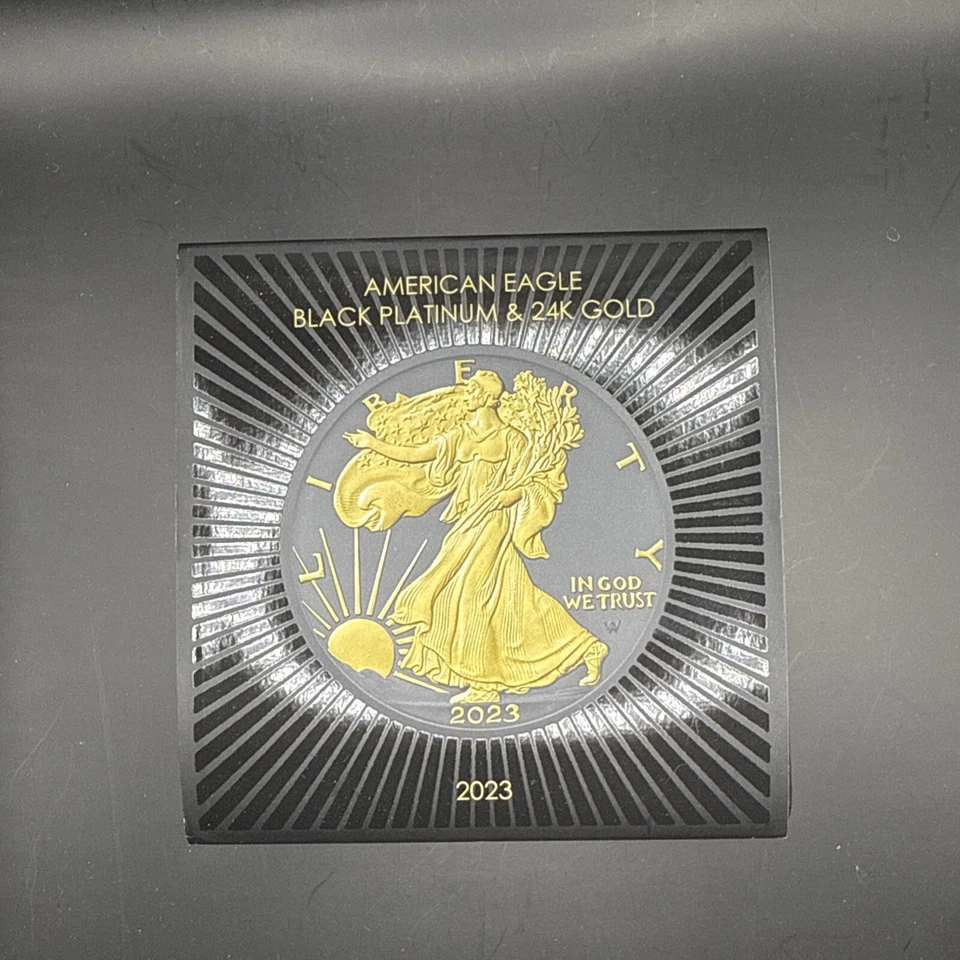 AMERICAN EAGLE
BLACK PLATINUM & 24K GOLD
LIBERTY
IN GOD
WE TRUST
W
2023
2023